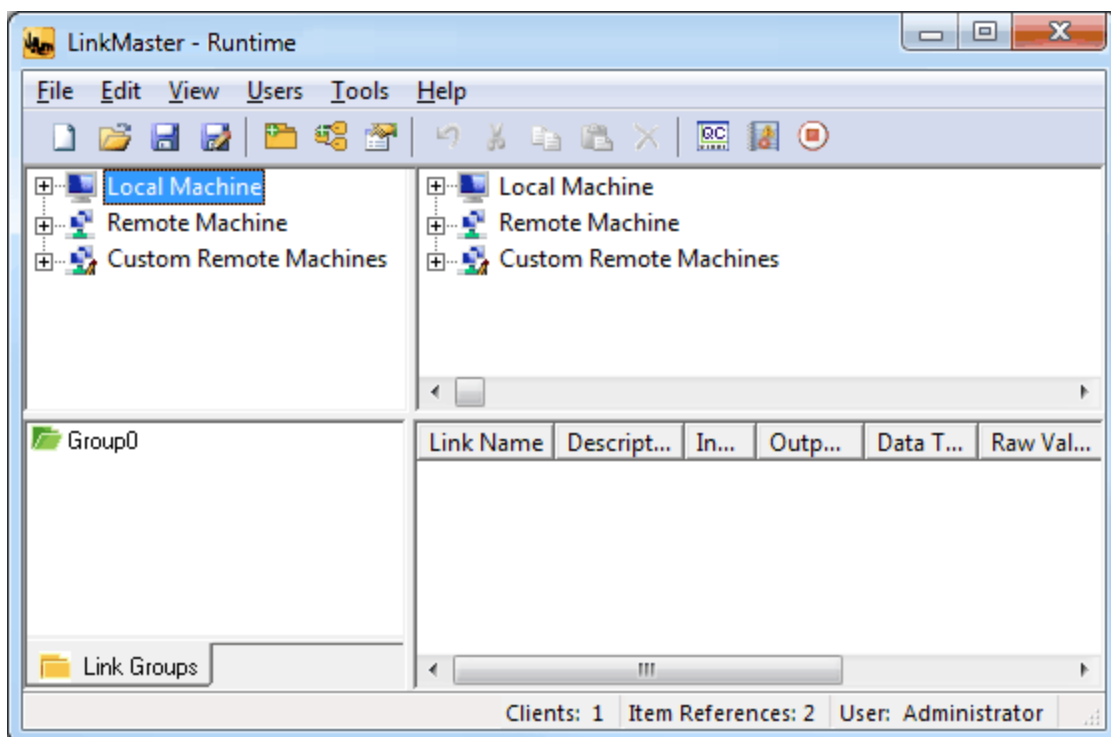 LinkMaster - Runtime
File Edit View Users Tools Help
QC
Local Machine
Remote Machine
Custom Remote Machines
Local Machine
Remote Machine
Custom Remote Machines
Group0
Link Groups
Link Name Descript... In... Outp... Data T... Raw Val...
Clients: 1 Item References: 2 User: Administrator